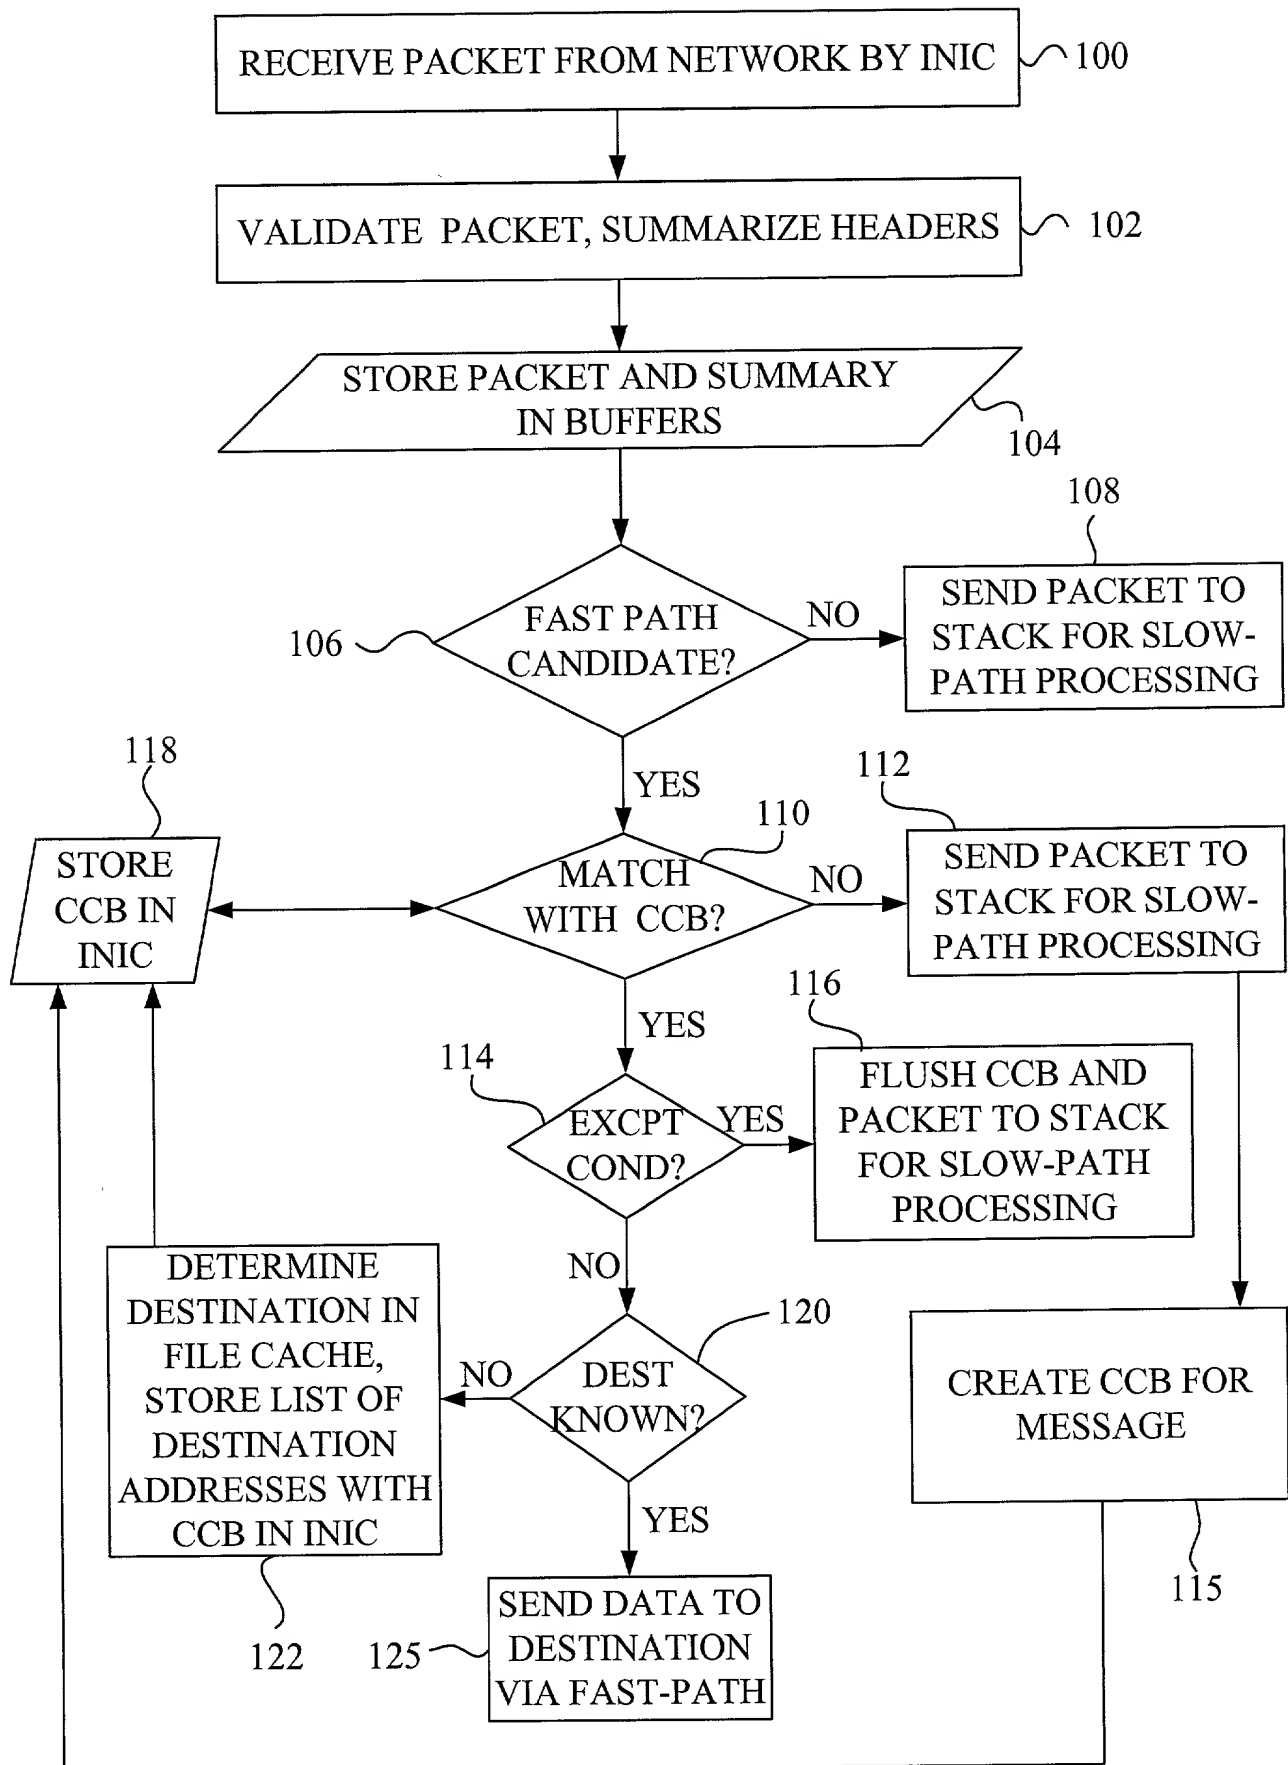 RECEIVE PACKET FROM NETWORK BY INIC
100
VALIDATE PACKET, SUMMARIZE HEADERS
102
STORE PACKET AND SUMMARY
IN BUFFERS
104
106
FAST PATH
CANDIDATE?
NO
108
SEND PACKET TO
STACK FOR SLOW-
PATH PROCESSING
YES
118
STORE
CCB IN
INIC
110
MATCH
WITH CCB?
NO
112
SEND PACKET TO
STACK FOR SLOW-
PATH PROCESSING
YES
114
EXCPT
COND?
YES
116
FLUSH CCB AND
PACKET TO STACK
FOR SLOW-PATH
PROCESSING
NO
120
DEST
KNOWN?
NO
DETERMINE
DESTINATION IN
FILE CACHE,
STORE LIST OF
DESTINATION
ADDRESSES WITH
CCB IN INIC
122
CREATE CCB FOR
MESSAGE
115
YES
125
SEND DATA TO
DESTINATION
VIA FAST-PATH